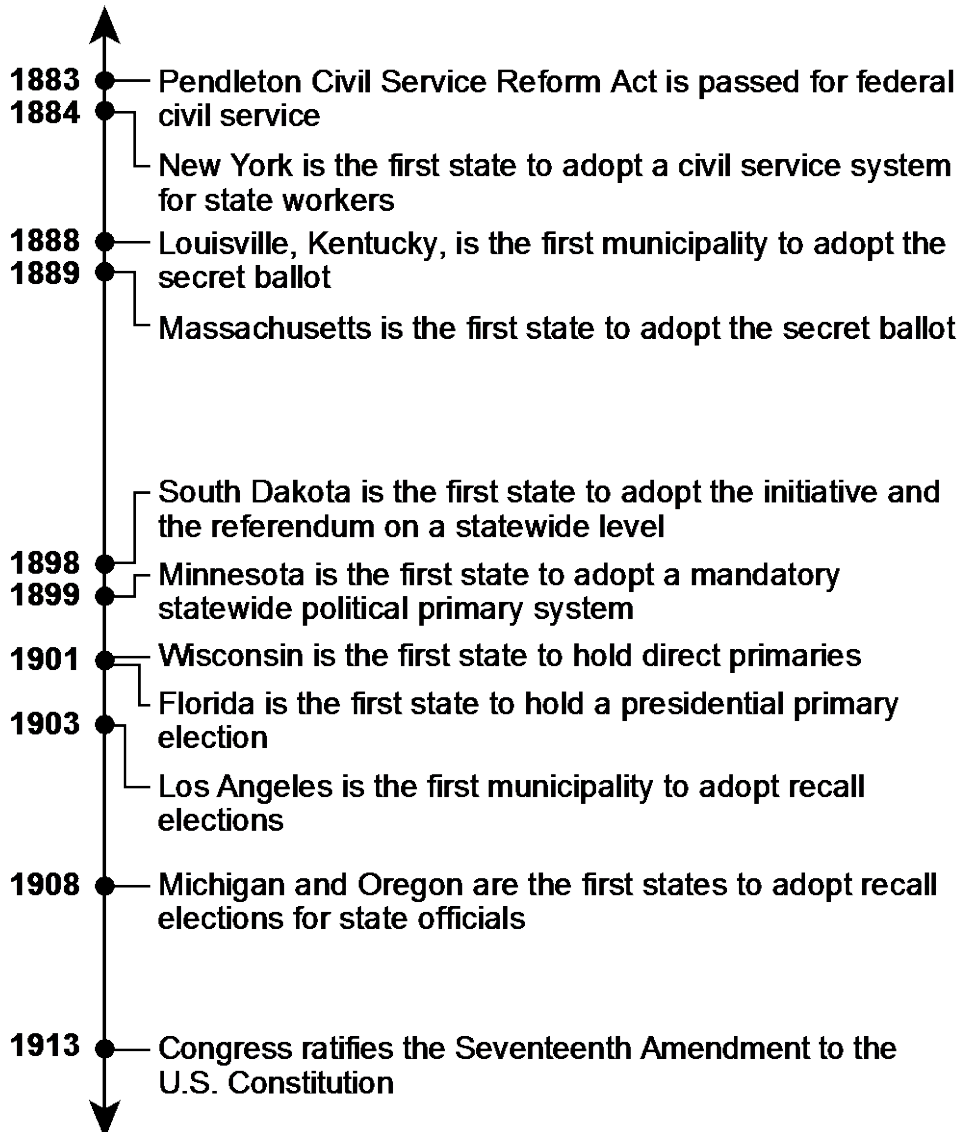 1883 Pendleton Civil Service Reform Act is passed for federal
1884 civil service
New York is the first state to adopt a civil service system
for state workers
1888 Louisville, Kentucky, is the first municipality to adopt the
1889 secret ballot
Massachusetts is the first state to adopt the secret ballot
South Dakota is the first state to adopt the initiative and
the referendum on a statewide level
1898
1899 Minnesota is the first state to adopt a mandatory
statewide political primary system
1901 Wisconsin is the first state to hold direct primaries
Florida is the first state to hold a presidential primary
1903 election
Los Angeles is the first municipality to adopt recall
elections
1908 Michigan and Oregon are the first states to adopt recall
elections for state officials
1913 Congress ratifies the Seventeenth Amendment to the
U.S. Constitution